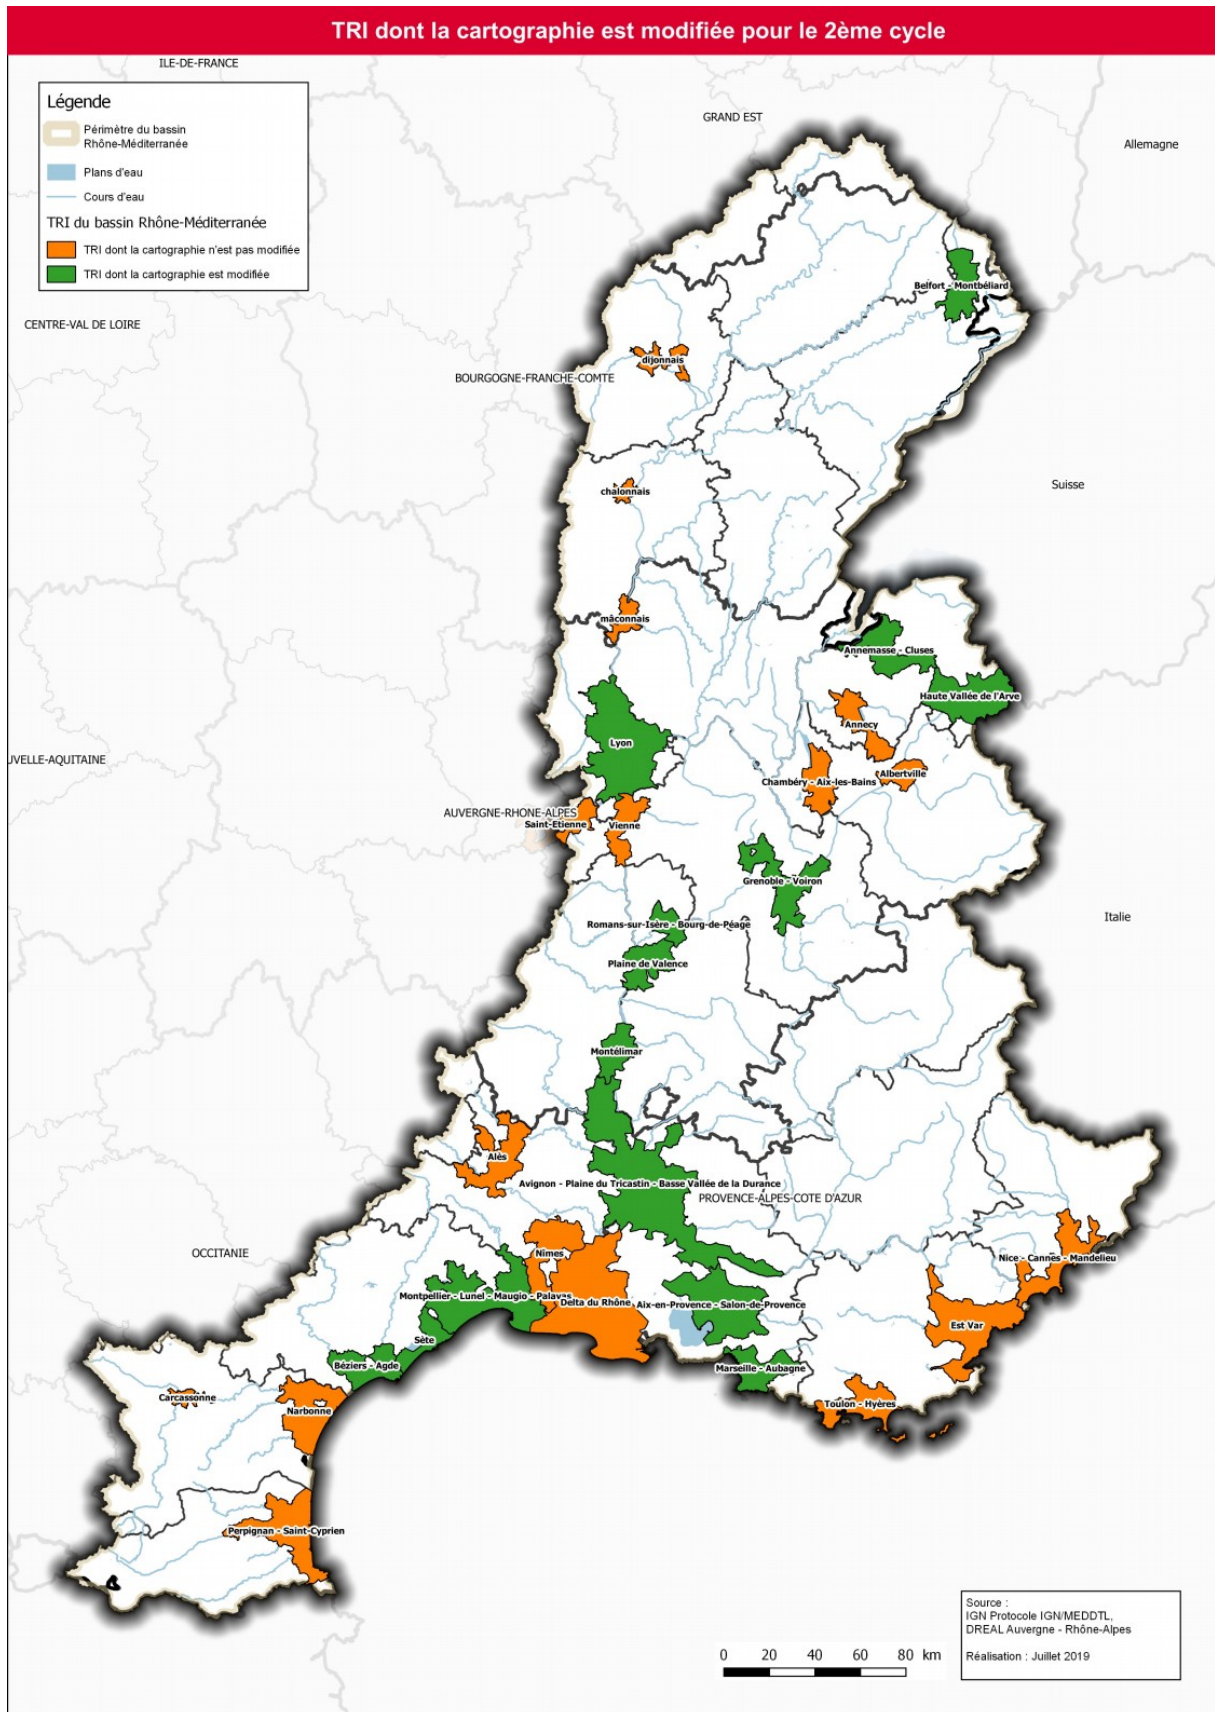 TRI dont la cartographie est modifiée pour le 2ème cycle
ILE-DE-FRANCE
Légende
Périmètre du bassin
Rhône-Méditerranée
Plans d'eau
Cours d'eau
TRI du bassin Rhône-Méditerranée
TRI dont la cartographie n'est pas modifiée
TRI dont la cartographie est modifiée
GRAND EST
Allemagne
Belfort - Montbéliard
CENTRE-VAL DE LOIRE
dijonnais
BOURGOGNE-FRANCHE-COMTE
Suisse
chalonnais
mâconnais
Annemasse - Cluses
Haute Vallée de l'Arve
Annecy
Lyon
UVELLE-AQUITAINE
Albertville
Chambéry - Aix-les-Bains
AUVERGNE-RHONE-ALPES
Saint-Etienne
Vienne
Grenoble - Voiron
Italie
Romans-sur-Isère - Bourg-de-Péage
Plaine de Valence
Montélimar
Alès
Avignon - Plaine du Tricastin - Basse Vallée de la Durance
PROVENCE-ALPES-COTE D'AZUR
OCCITANIE
Nîmes
Nice - Cannes - Mandelieu
Montpellier - Lunel - Maugio - Palavas
Delta du Rhône
Aix-en-Provence - Salon-de-Provence
Est Var
Sète
Béziers - Agde
Marseille - Aubagne
Carcassonne
Narbonne
Toulon - Hyères
Perpignan - Saint-Cyprien
Source :
IGN Protocole IGN/MEDDTL,
DREAL Auvergne - Rhône-Alpes
Réalisation : Juillet 2019
0 20 40 60 80 km